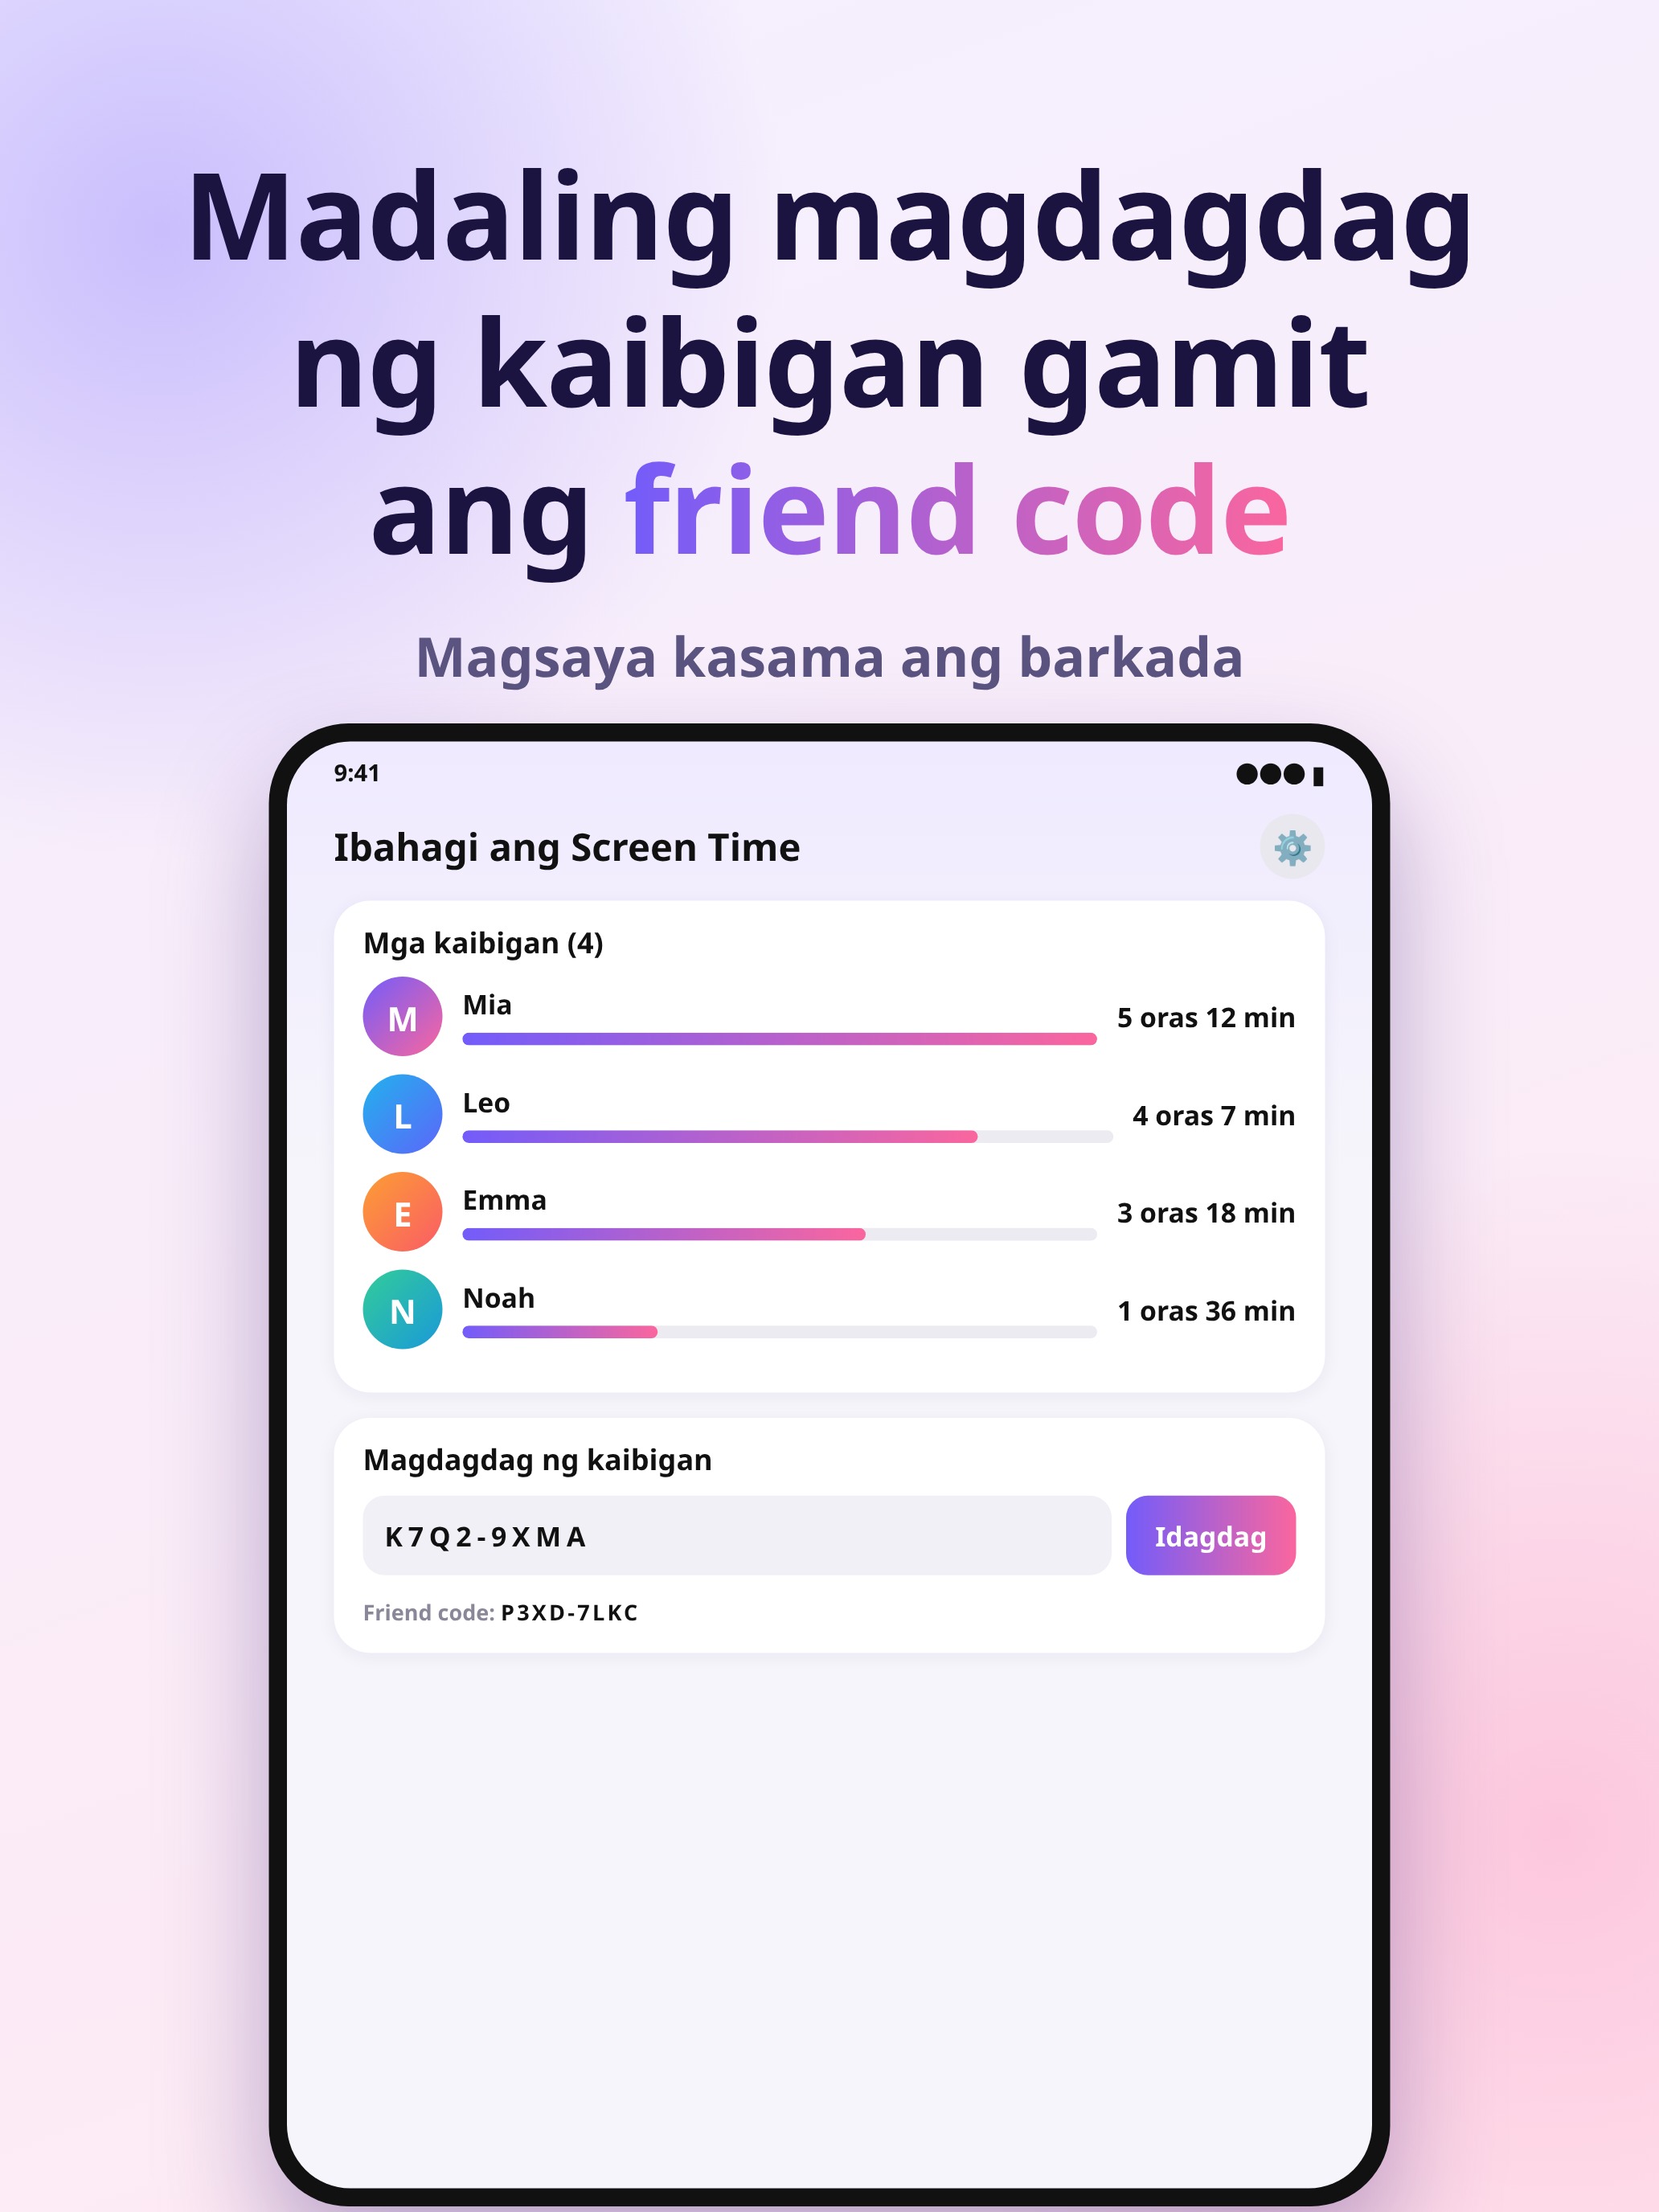 Madaling magdagdag
ng kaibigan gamit
ang friend code
Magsaya kasama ang barkada
9:41
Ibahagi ang Screen Time
Mga kaibigan (4)
M
Mia
5 oras 12 min
L
Leo
4 oras 7 min
E
Emma
3 oras 18 min
N
Noah
1 oras 36 min
Magdagdag ng kaibigan
K7Q2-9XMA
Idagdag
Friend code: P3XD-7LKC